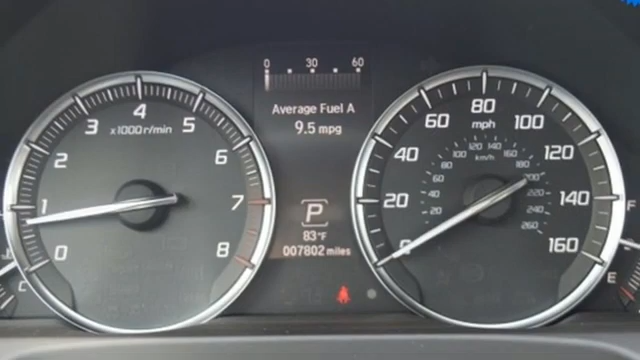 0 30 60
Average Fuel A
9.5 mpg
P
83°F
007802 miles
x1000r/min
0 1 2 3 4 5 6 7 8
mph
0 20 40 60 80 100 120 140 160
km/h
20 40 60 80 100 120 140 160 180 200 220 240 260
C
F
E